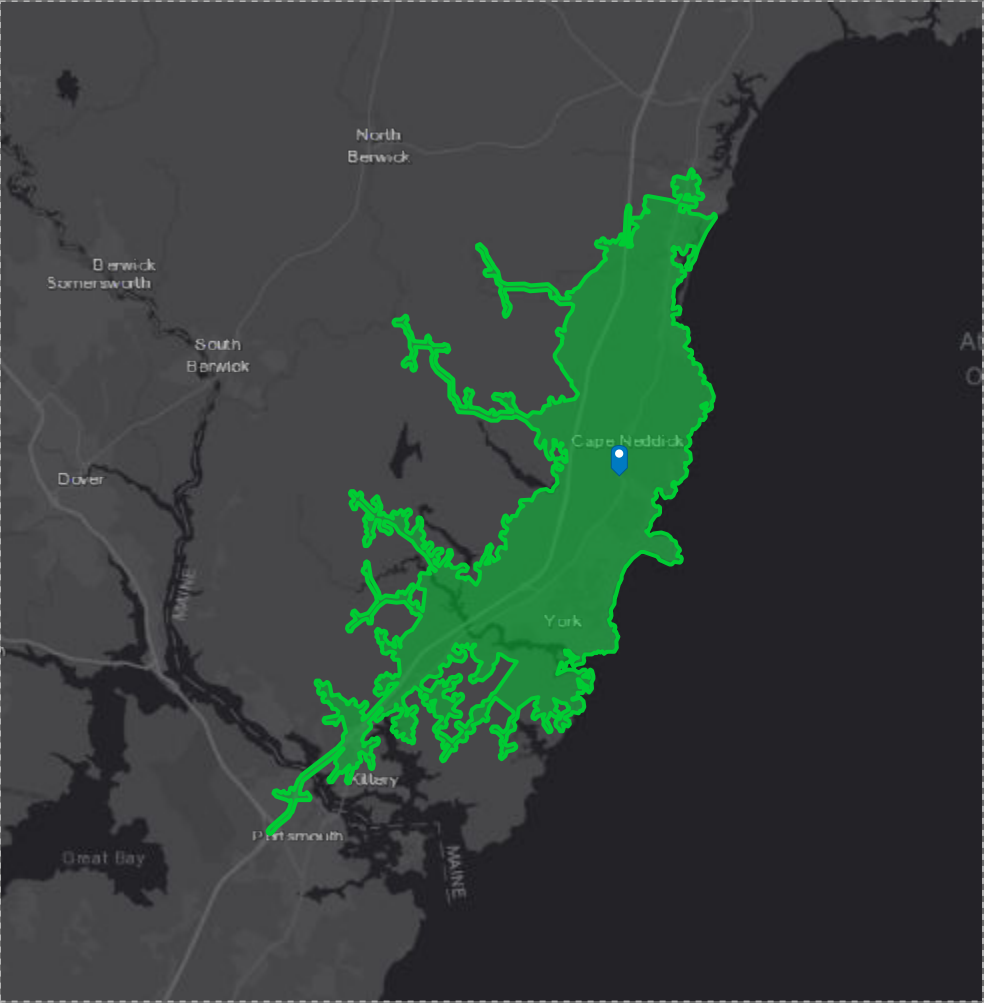 North
Berwick
Berwick
Somersworth
South
Berwick
Cape Neddick
Dover
MAINE
York
Kittery
Portsmouth
Great Bay
MAINE